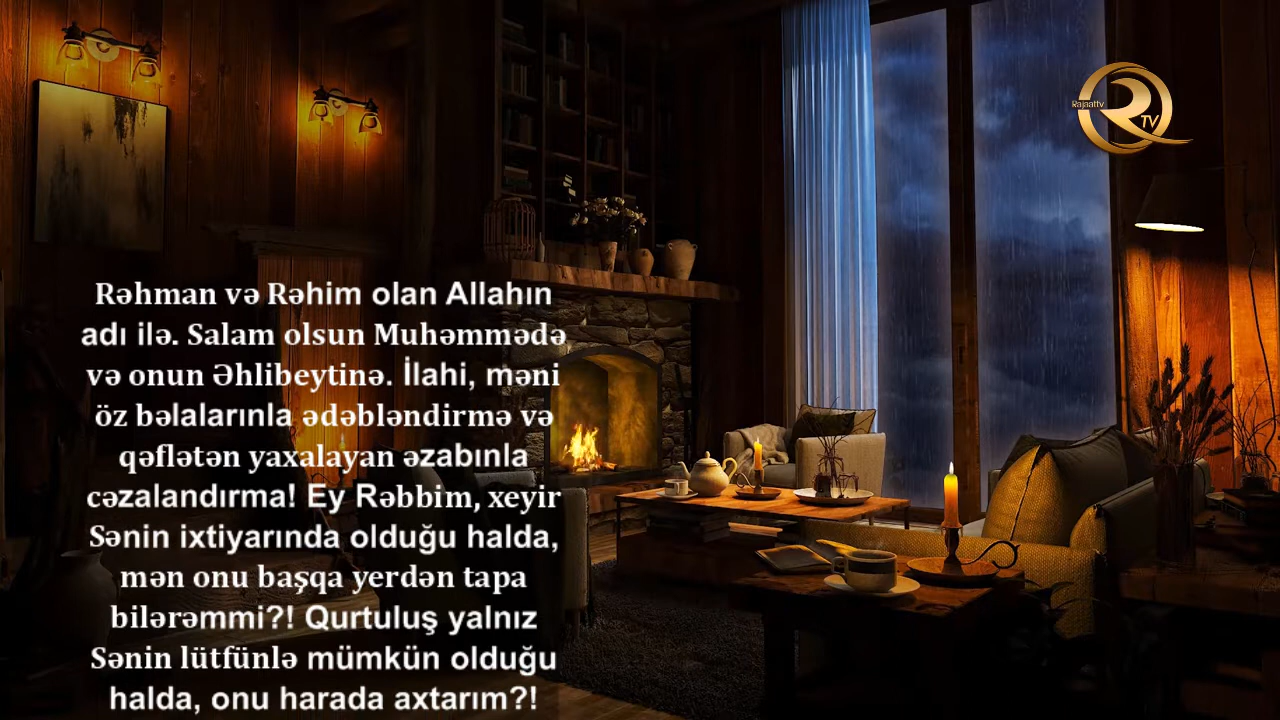 Rajaattv
R
TV
Rəhman və Rəhim olan Allahın
adı ilə. Salam olsun Muhəmmədə
və onun Əhlibeytinə. İlahi, məni
öz bəlalarınla ədəbləndirmə və
qəflətən yaxalayan əzabınla
cəzalandırma! Ey Rəbbim, xeyir
Sənin ixtiyarında olduğu halda,
mən onu başqa yerdən tapa
bilərəmmi?! Qurtuluş yalnız
Sənin lütfünlə mümkün olduğu
halda, onu harada axtarım?!